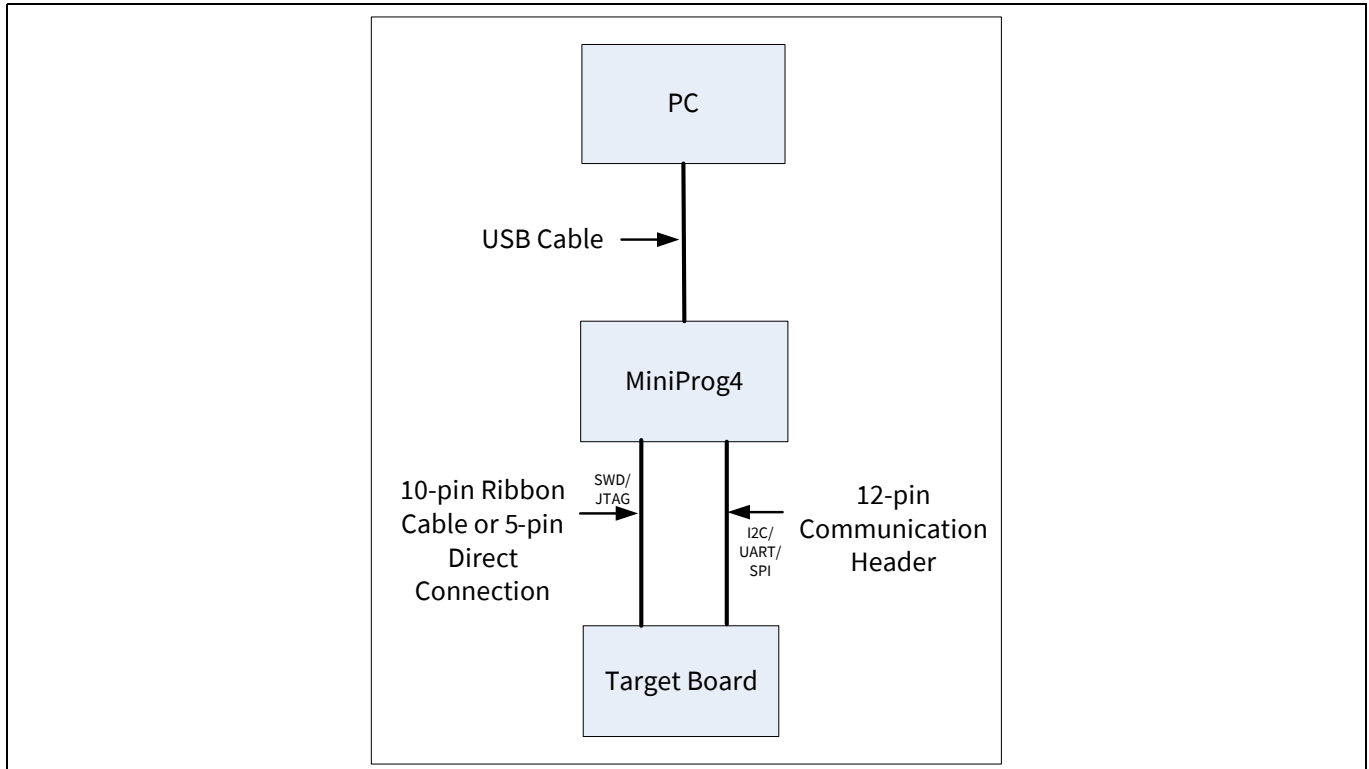 PC
USB Cable
MiniProg4
10-pin Ribbon
Cable or 5-pin
Direct
Connection
SWD/
JTAG
I2C/
UART/
SPI
12-pin
Communication
Header
Target Board